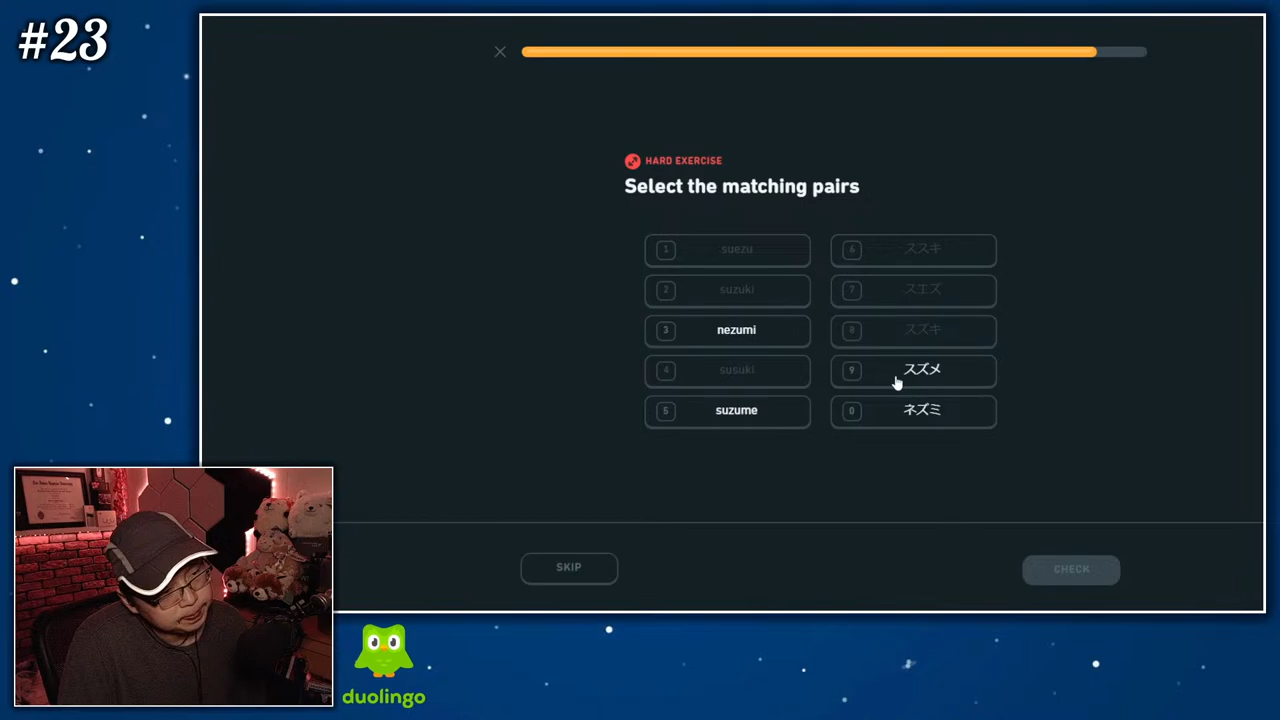 #23
HARD EXERCISE
Select the matching pairs
1 suezu
6 ススキ
2 suzuki
7 スエズ
3 nezumi
8 スズキ
4 susuki
9 スズメ
5 suzume
0 ネズミ
SKIP
CHECK
duolingo